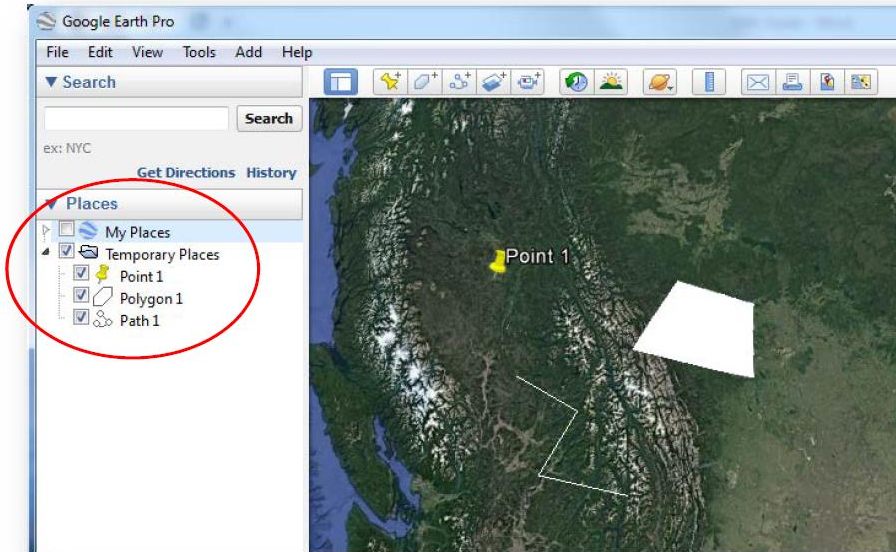 Google Earth Pro
File Edit View Tools Add Help
Search
Search
ex: NYC
Get Directions History
Places
My Places
Temporary Places
Point 1
Polygon 1
Path 1
Point 1